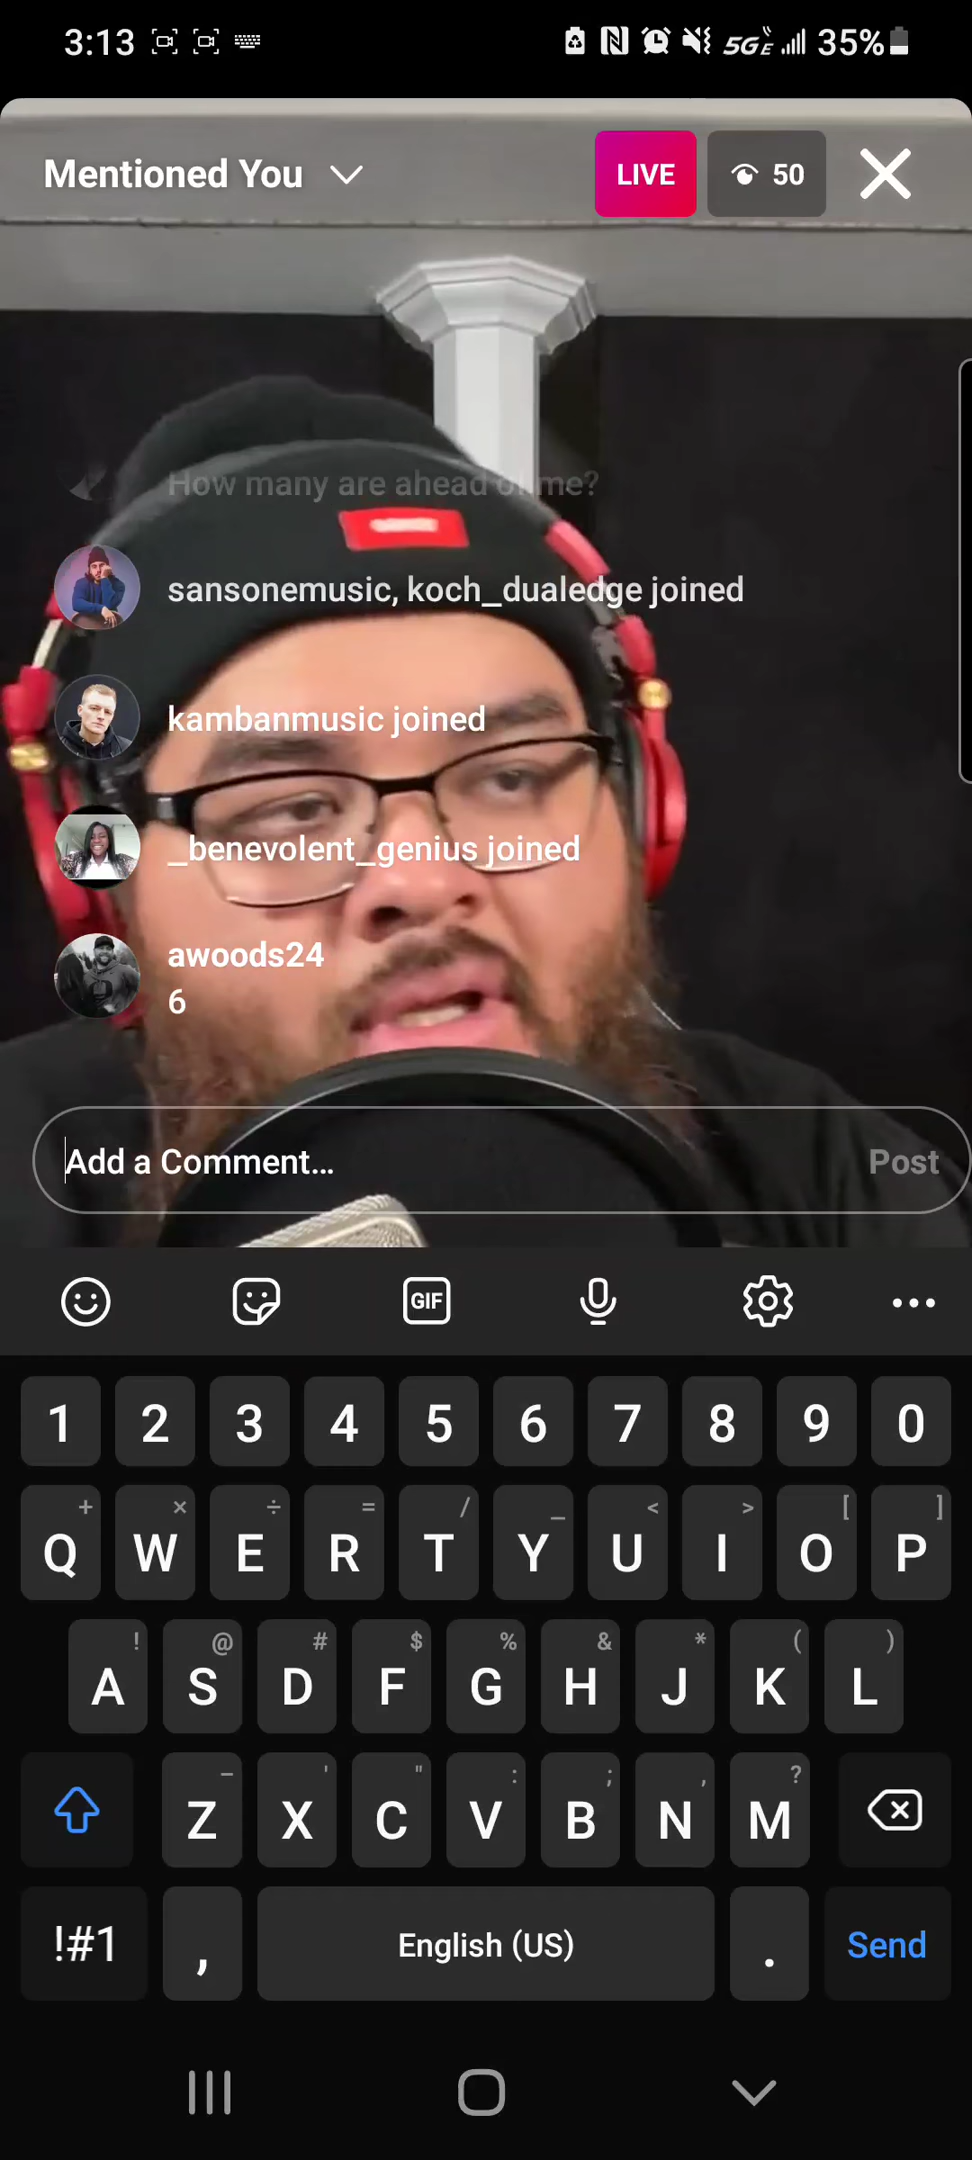 3:13
5GE 35%
Mentioned You
LIVE
50
How many are ahead of me?
sansonemusic, koch_dualedge joined
kambanmusic joined
_benevolent_genius joined
awoods24
6
Add a Comment...
Post
GIF
1 2 3 4 5 6 7 8 9 0
+ × ÷ = / _ < > [ ]
Q W E R T Y U I O P
! @ # $ % & * ( )
A S D F G H J K L
- ' " : ; , ?
Z X C V B N M
!#1 , English (US) . Send